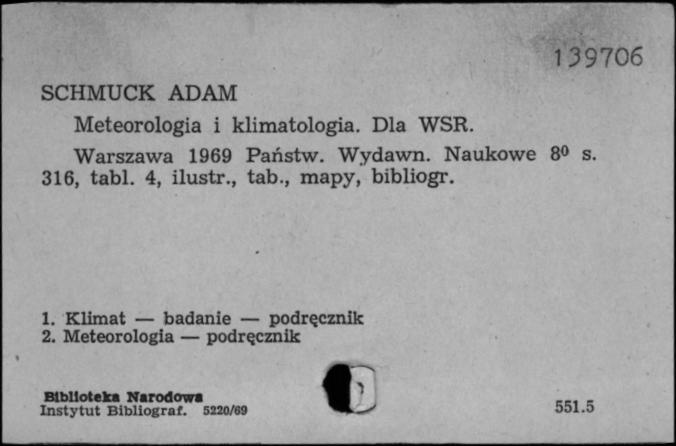 139706
SCHMUCK ADAM
Meteorologia i klimatologia. Dla WSR.
Warszawa 1969 Państw. Wydawn. Naukowe 8⁰ s.
316, tabl. 4, ilustr., tab., mapy, bibliogr.
1. Klimat — badanie — podręcznik
2. Meteorologia — podręcznik
Biblioteka Narodowa
Instytut Bibliograf. 5220/69
551.5